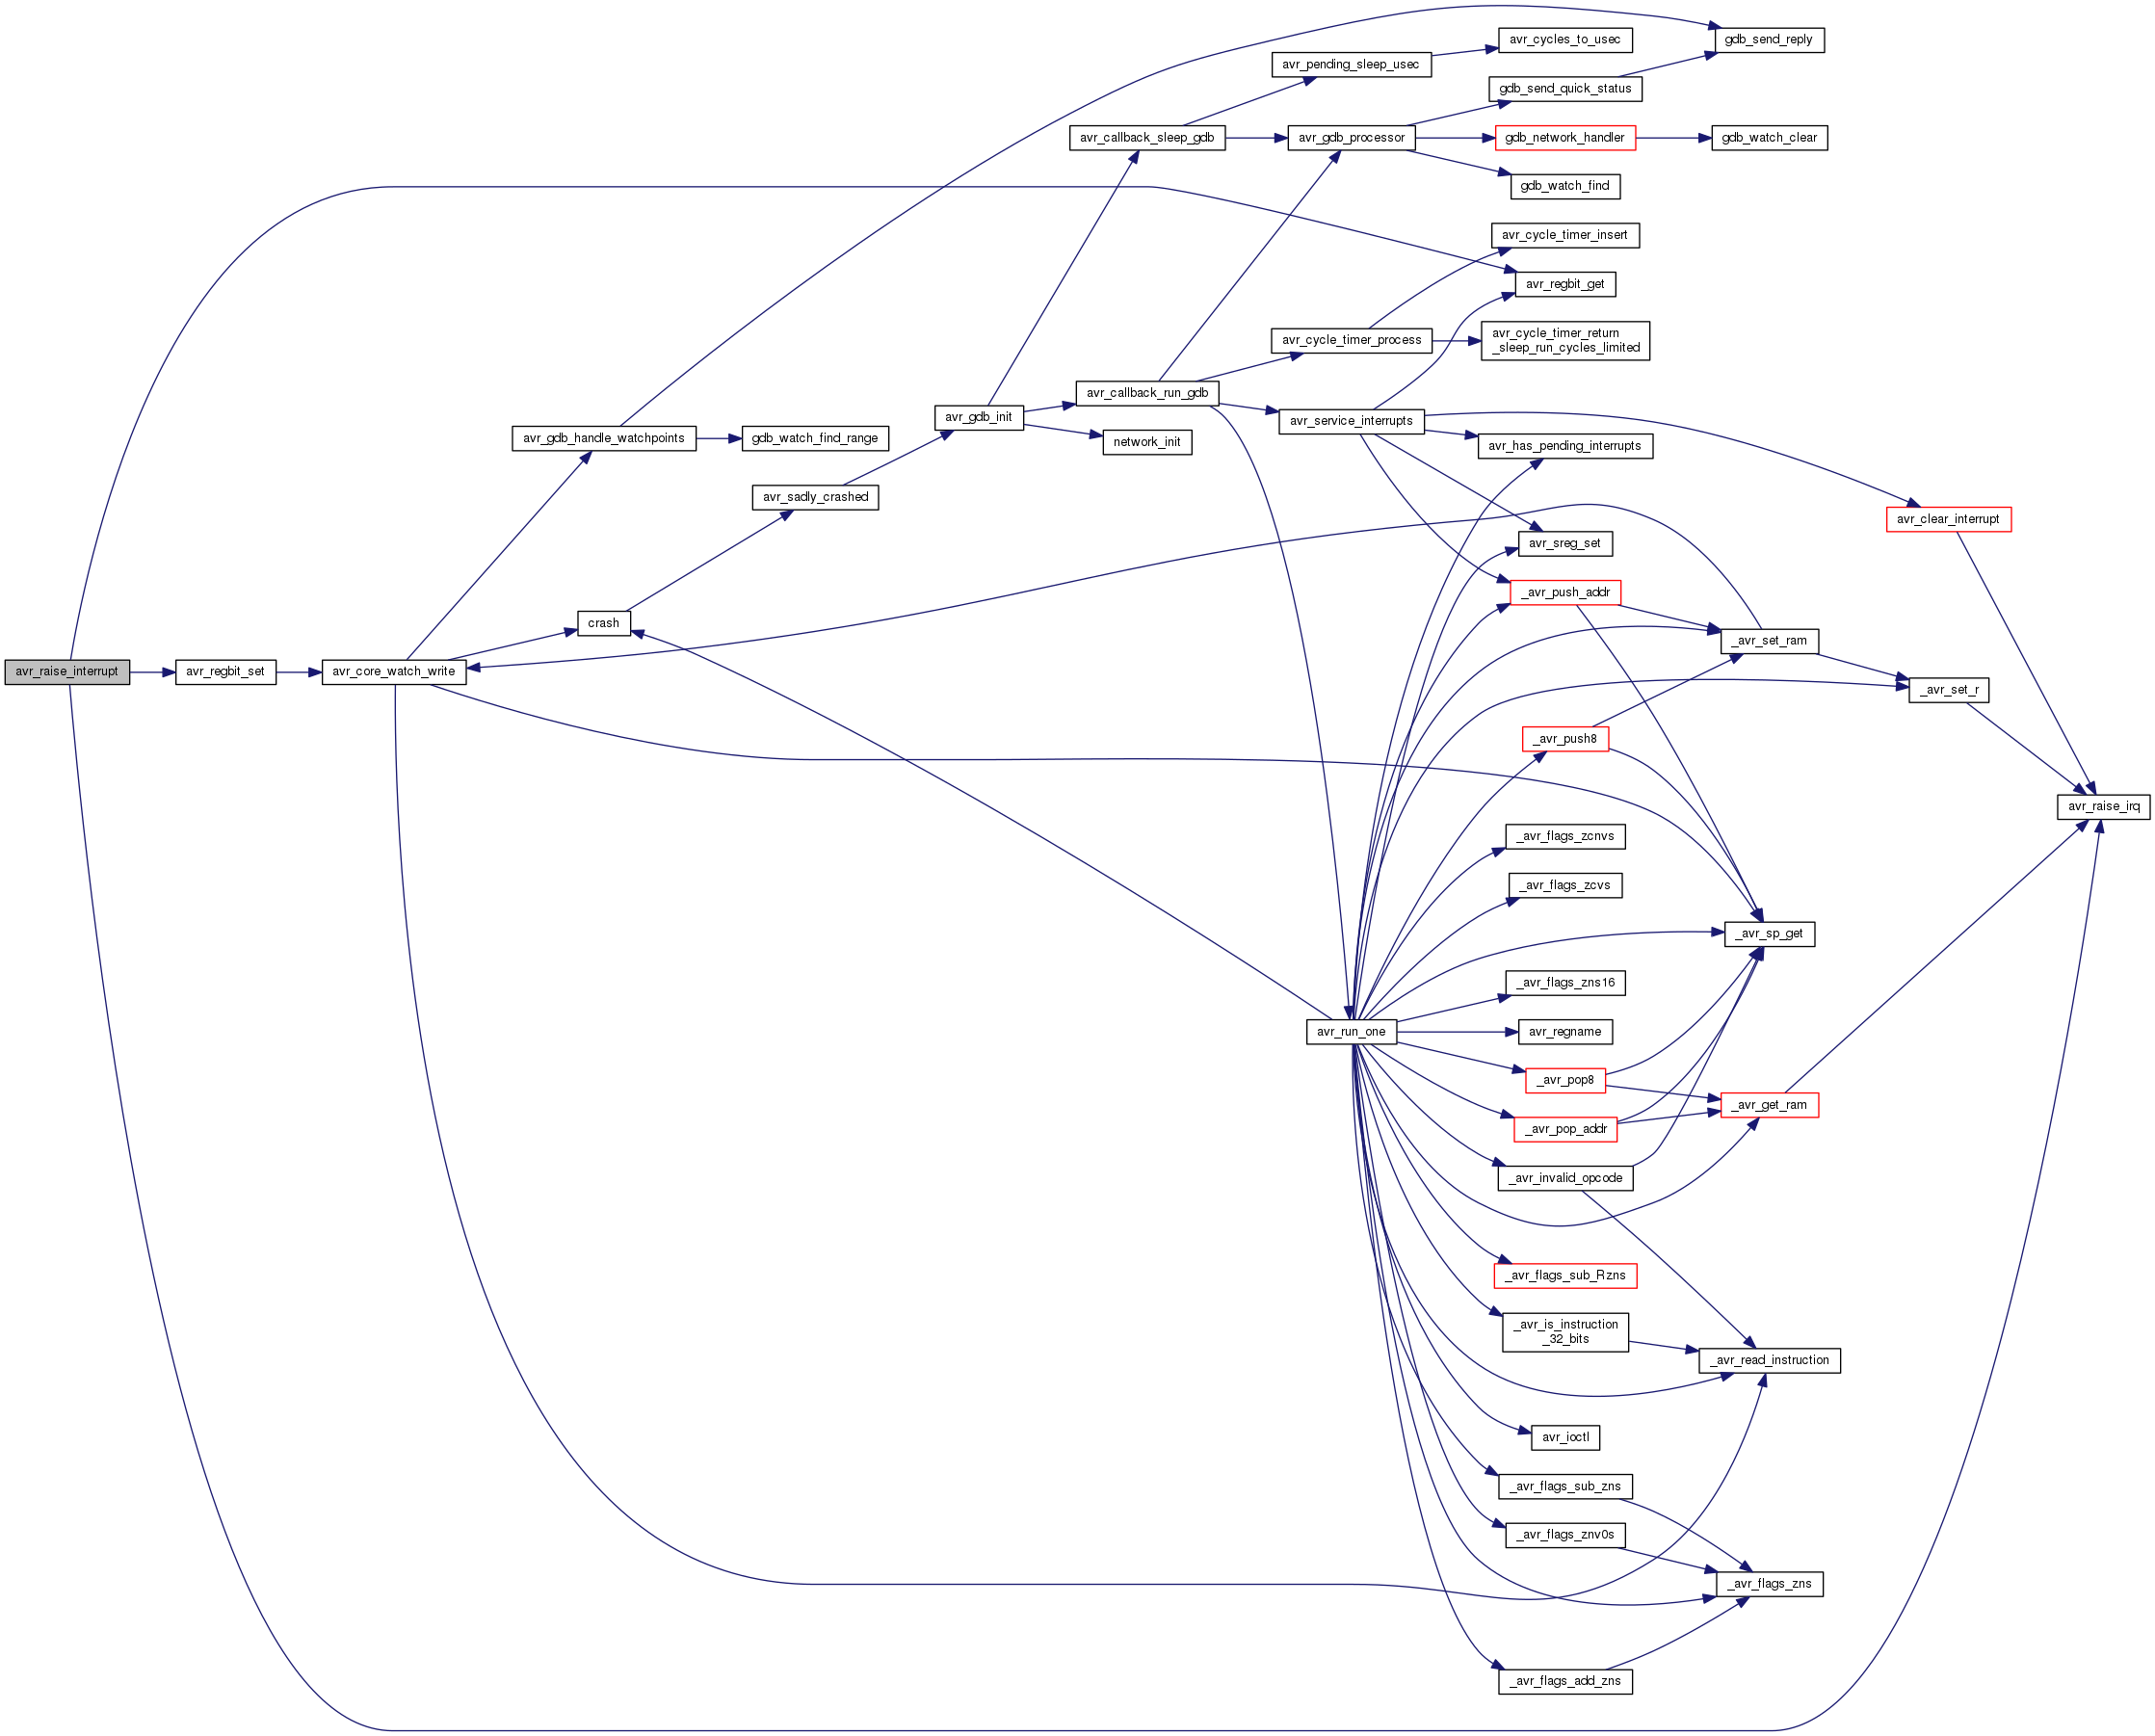 gdb_send_reply
avr_cycles_to_usec
avr_pending_sleep_usec
gdb_send_quick_status
avr_callback_sleep_gdb
avr_gdb_processor
gdb_network_handler
gdb_watch_clear
gdb_watch_find
avr_cycle_timer_insert
avr_regbit_get
avr_cycle_timer_process
avr_cycle_timer_return
_sleep_run_cycles_limited
avr_callback_run_gdb
avr_gdb_init
avr_service_interrupts
avr_gdb_handle_watchpoints
gdb_watch_find_range
network_init
avr_has_pending_interrupts
avr_sadly_crashed
avr_clear_interrupt
avr_sreg_set
_avr_push_addr
crash
_avr_set_ram
avr_raise_interrupt
avr_regbit_set
avr_core_watch_write
_avr_set_r
_avr_push8
avr_raise_irq
_avr_flags_zcnvs
_avr_flags_zcvs
_avr_sp_get
_avr_flags_zns16
avr_run_one
avr_regname
_avr_pop8
_avr_get_ram
_avr_pop_addr
_avr_invalid_opcode
_avr_flags_sub_Rzns
_avr_is_instruction
_32_bits
_avr_read_instruction
avr_ioctl
_avr_flags_sub_zns
_avr_flags_znv0s
_avr_flags_zns
_avr_flags_add_zns